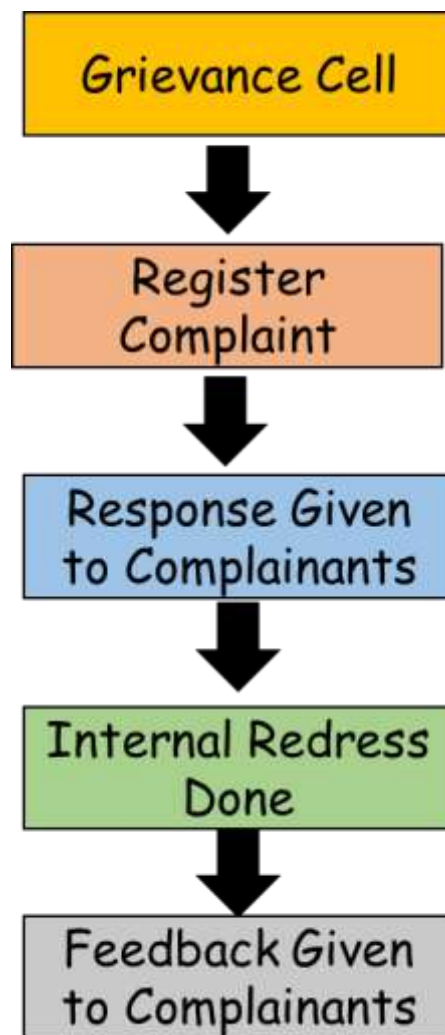 Grievance Cell
Register
Complaint
Response Given
to Complainants
Internal Redress
Done
Feedback Given
to Complainants